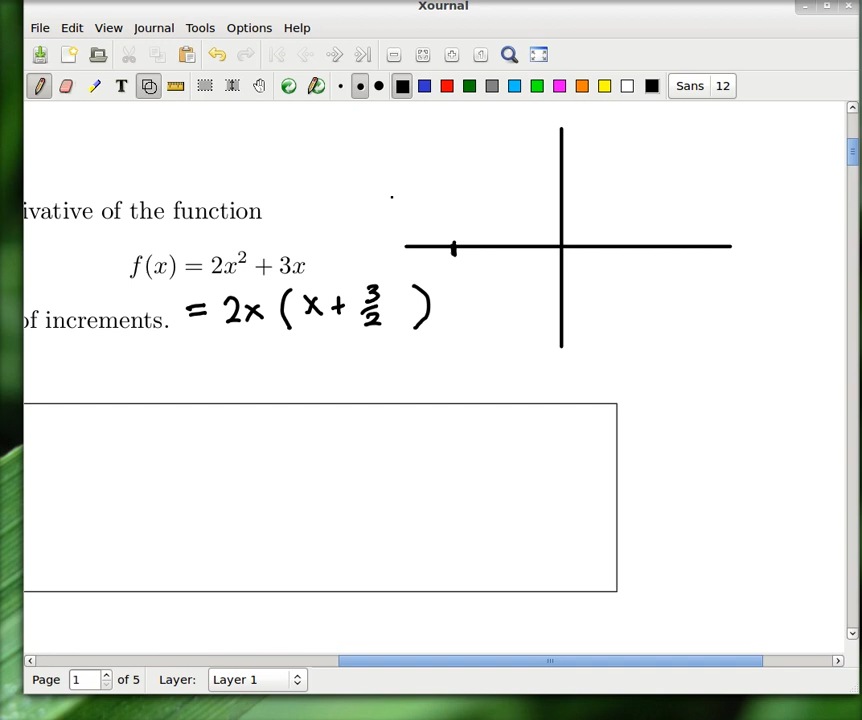 Xournal
File Edit View Journal Tools Options Help
T Sans 12
ivative of the function
f(x) = 2x² + 3x
of increments. = 2x (x + 3/2 )
Page 1 of 5 Layer: Layer 1